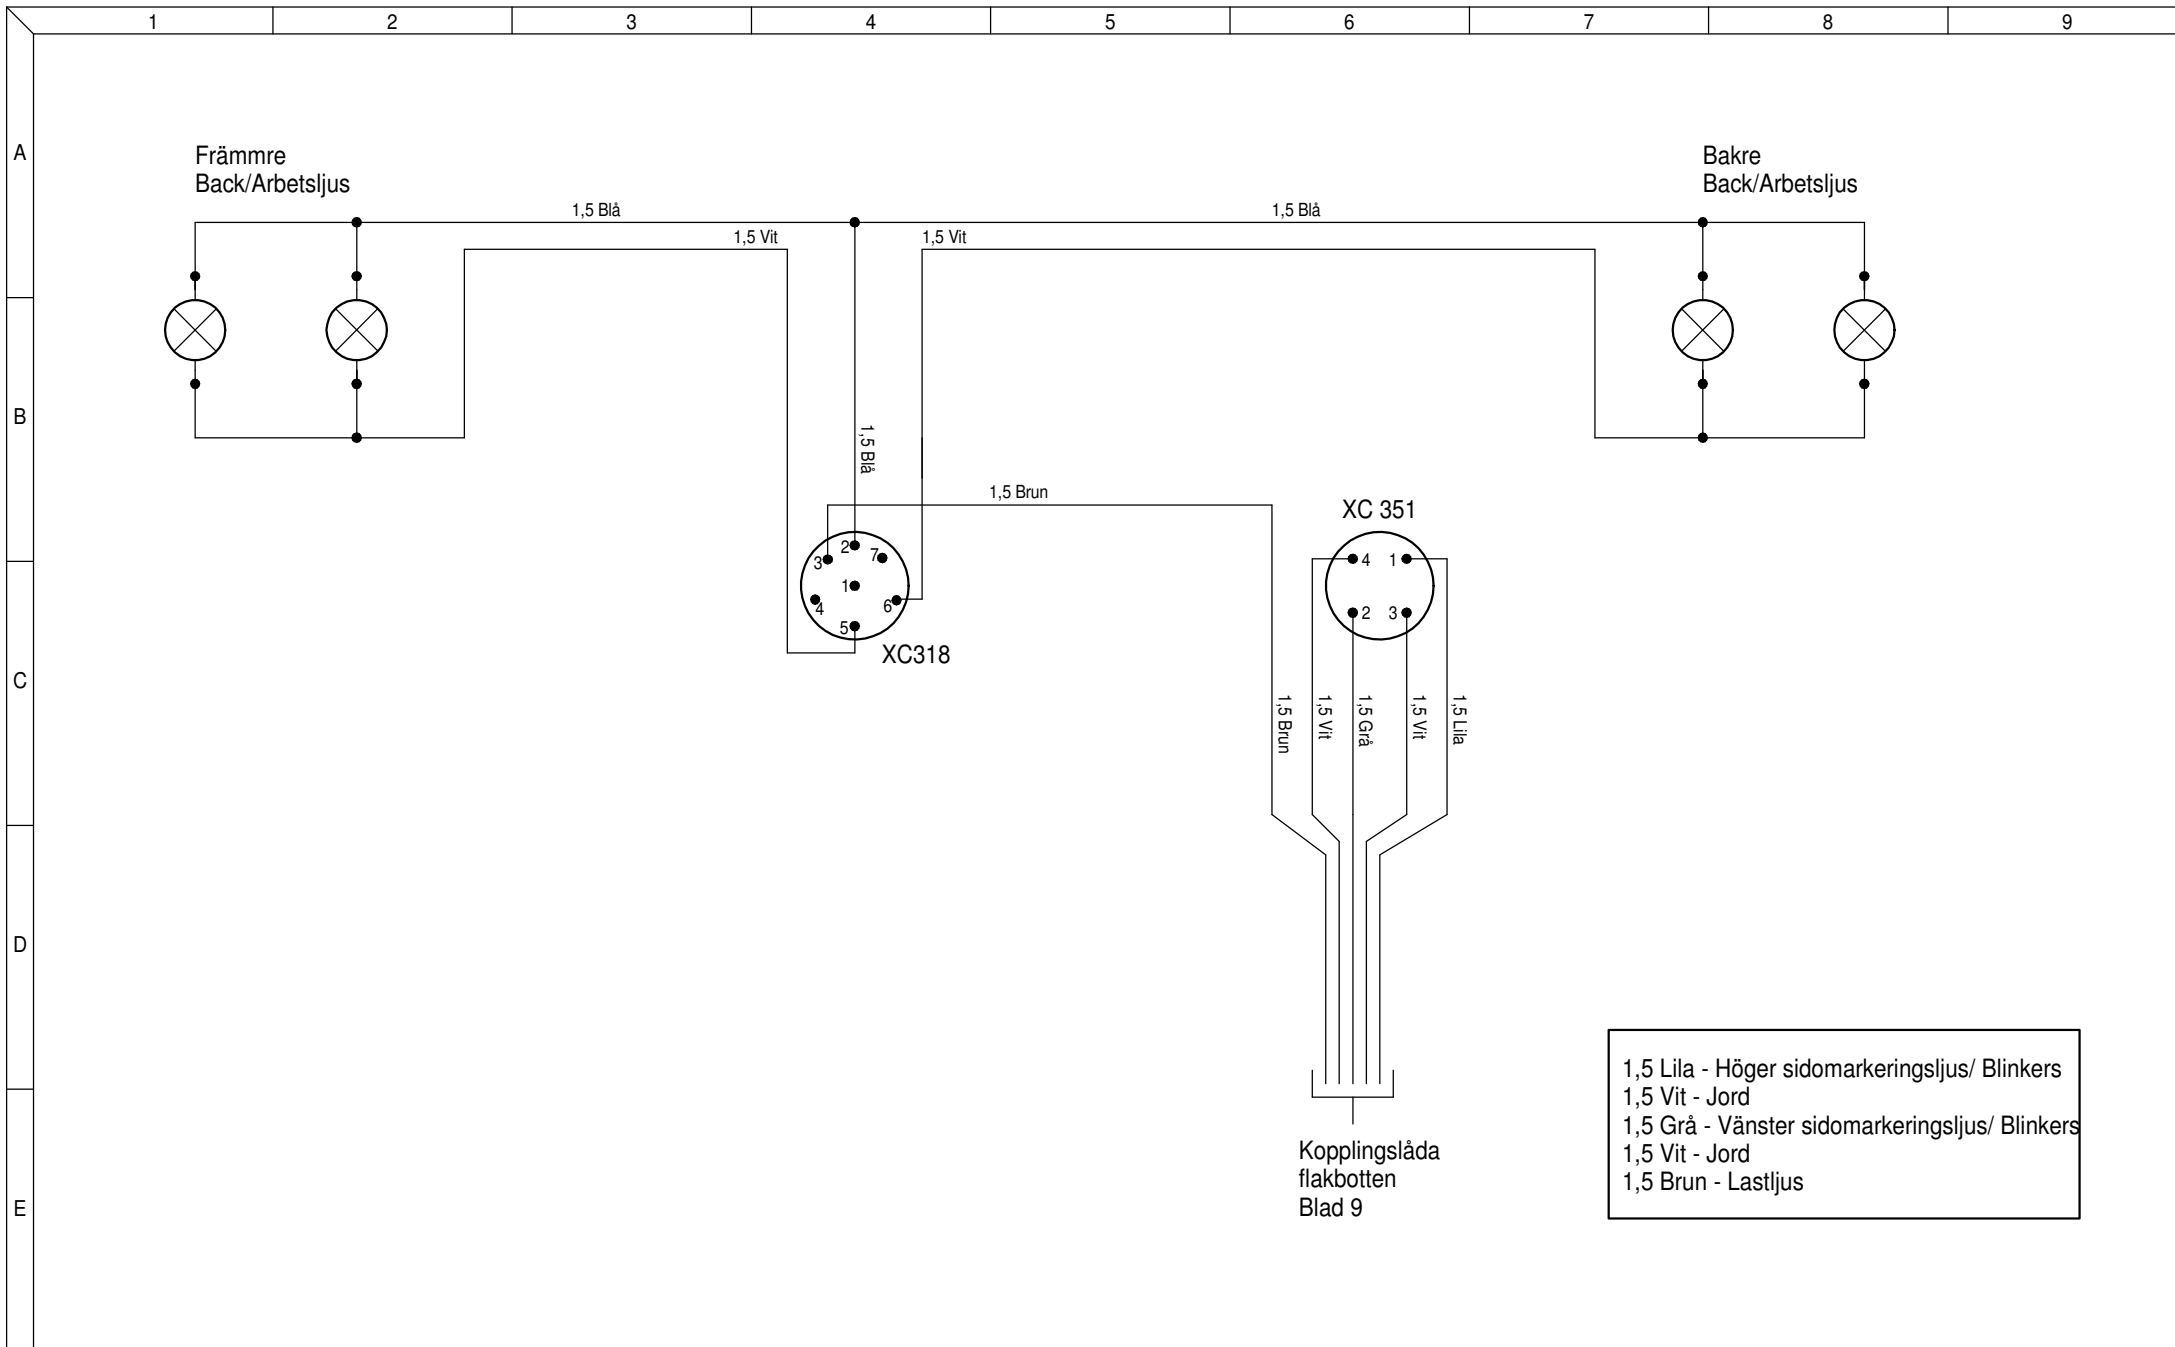 1 2 3 4 5 6 7 8 9
A
B
C
D
E
Främmre
Back/Arbetsljus
Bakre
Back/Arbetsljus
1,5 Blå
1,5 Blå
1,5 Vit
1,5 Vit
1,5 Blå
1,5 Brun
2
7
3
1
4
6
5
XC318
XC 351
4 1
2 3
1,5 Brun
1,5 Vit
1,5 Grå
1,5 Vit
1,5 Lila
Kopplingslåda
flakbotten
Blad 9
1,5 Lila - Höger sidomarkeringsljus/ Blinkers
1,5 Vit - Jord
1,5 Grå - Vänster sidomarkeringsljus/ Blinkers
1,5 Vit - Jord
1,5 Brun - Lastljus